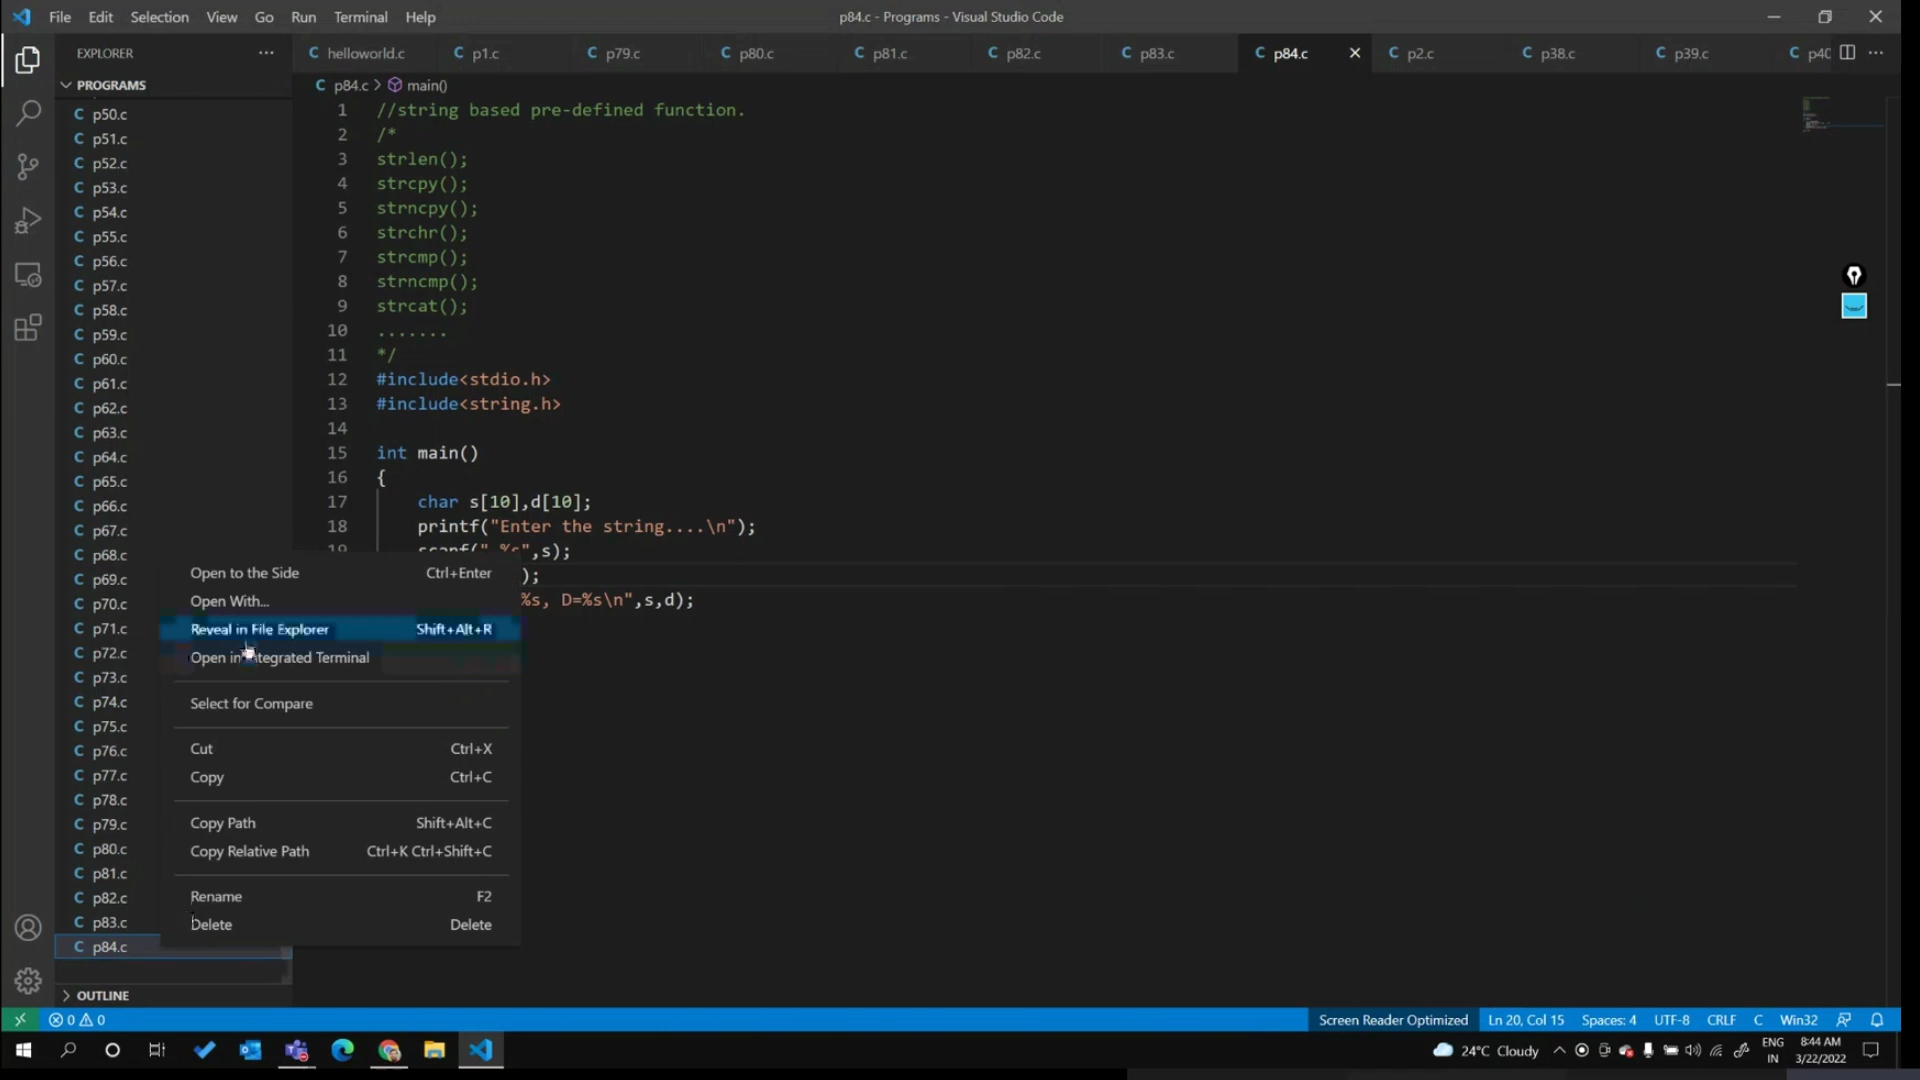 File Edit Selection View Go Run Terminal Help
p84.c - Programs - Visual Studio Code
EXPLORER
C helloworld.c C p1.c C p79.c C p80.c C p81.c C p82.c C p83.c C p84.c C p2.c C p38.c C p39.c C p40
PROGRAMS
C p84.c > main()
C p50.c
C p51.c
C p52.c
C p53.c
C p54.c
C p55.c
C p56.c
C p57.c
C p58.c
C p59.c
C p60.c
C p61.c
C p62.c
C p63.c
C p64.c
C p65.c
C p66.c
C p67.c
C p68.c
C p69.c
C p70.c
C p71.c
C p72.c
C p73.c
C p74.c
C p75.c
C p76.c
C p77.c
C p78.c
C p79.c
C p80.c
C p81.c
C p82.c
C p83.c
C p84.c
OUTLINE
1 //string based pre-defined function.
2 /*
3 strlen();
4 strcpy();
5 strncpy();
6 strchr();
7 strcmp();
8 strncmp();
9 strcat();
10 .......
11 */
12 #include<stdio.h>
13 #include<string.h>
14
15 int main()
16 {
17 char s[10],d[10];
18 printf("Enter the string....\n");
19 scanf(" %s",s);
);
%s, D=%s\n",s,d);
Open to the Side Ctrl+Enter
Open With...
Reveal in File Explorer Shift+Alt+R
Open in Integrated Terminal
Select for Compare
Cut Ctrl+X
Copy Ctrl+C
Copy Path Shift+Alt+C
Copy Relative Path Ctrl+K Ctrl+Shift+C
Rename F2
Delete Delete
0 0
Screen Reader Optimized Ln 20, Col 15 Spaces: 4 UTF-8 CRLF C Win32
24°C Cloudy
ENG
IN
8:44 AM
3/22/2022